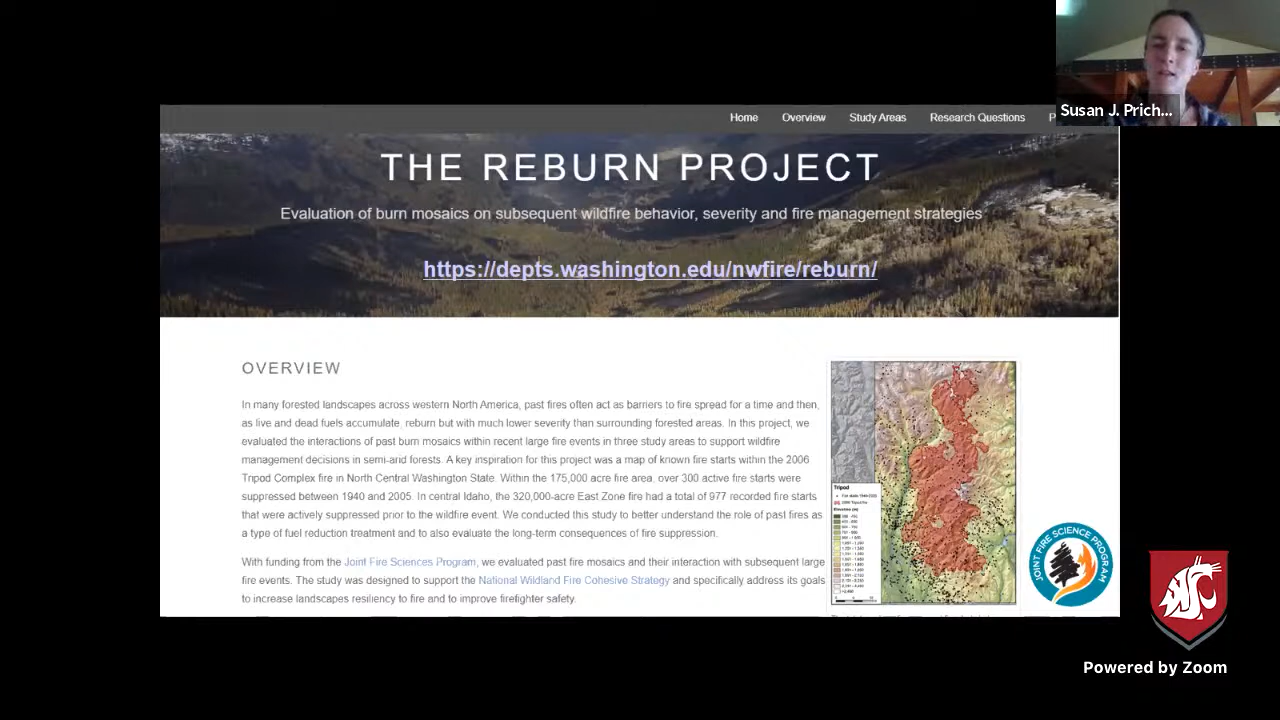 Susan J. Prich...
Home Overview Study Areas Research Questions P
THE REBURN PROJECT
Evaluation of burn mosaics on subsequent wildfire behavior, severity and fire management strategies
https://depts.washington.edu/nwfire/reburn/
OVERVIEW
In many forested landscapes across western North America, past fires often act as barriers to fire spread for a time and then,
as live and dead fuels accumulate, reburn but with much lower severity than surrounding forested areas. In this project, we
evaluated the interactions of past burn mosaics within recent large fire events in three study areas to support wildfire
management decisions in semi-arid forests. A key inspiration for this project was a map of known fire starts within the 2006
Tripod Complex fire in North Central Washington State. Within the 175,000 acre fire area, over 300 active fire starts were
suppressed between 1940 and 2005. In central Idaho, the 320,000-acre East Zone fire had a total of 977 recorded fire starts
that were actively suppressed prior to the wildfire event. We conducted this study to better understand the role of past fires as
a type of fuel reduction treatment and to also evaluate the long-term consequences of fire suppression.
With funding from the Joint Fire Sciences Program, we evaluated past fire mosaics and their interaction with subsequent large
fire events. The study was designed to support the National Wildland Fire Cohesive Strategy and specifically address its goals
to increase landscapes resiliency to fire and to improve firefighter safety.
Tripod
JOINT FIRE SCIENCE PROGRAM
Powered by Zoom